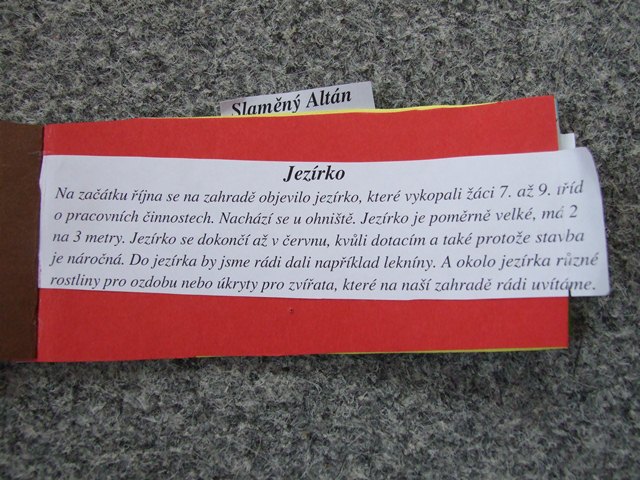 Slaměný Altán
Jezírko
Na začátku října se na zahradě objevilo jezírko, které vykopali žáci 7. až 9. tříd
o pracovních činnostech. Nachází se u ohniště. Jezírko je poměrně velké, má 2
na 3 metry. Jezírko se dokončí až v červnu, kvůli dotacím a také protože stavba
je náročná. Do jezírka by jsme rádi dali například lekníny. A okolo jezírka různé
rostliny pro ozdobu nebo úkryty pro zvířata, které na naší zahradě rádi uvítáme.